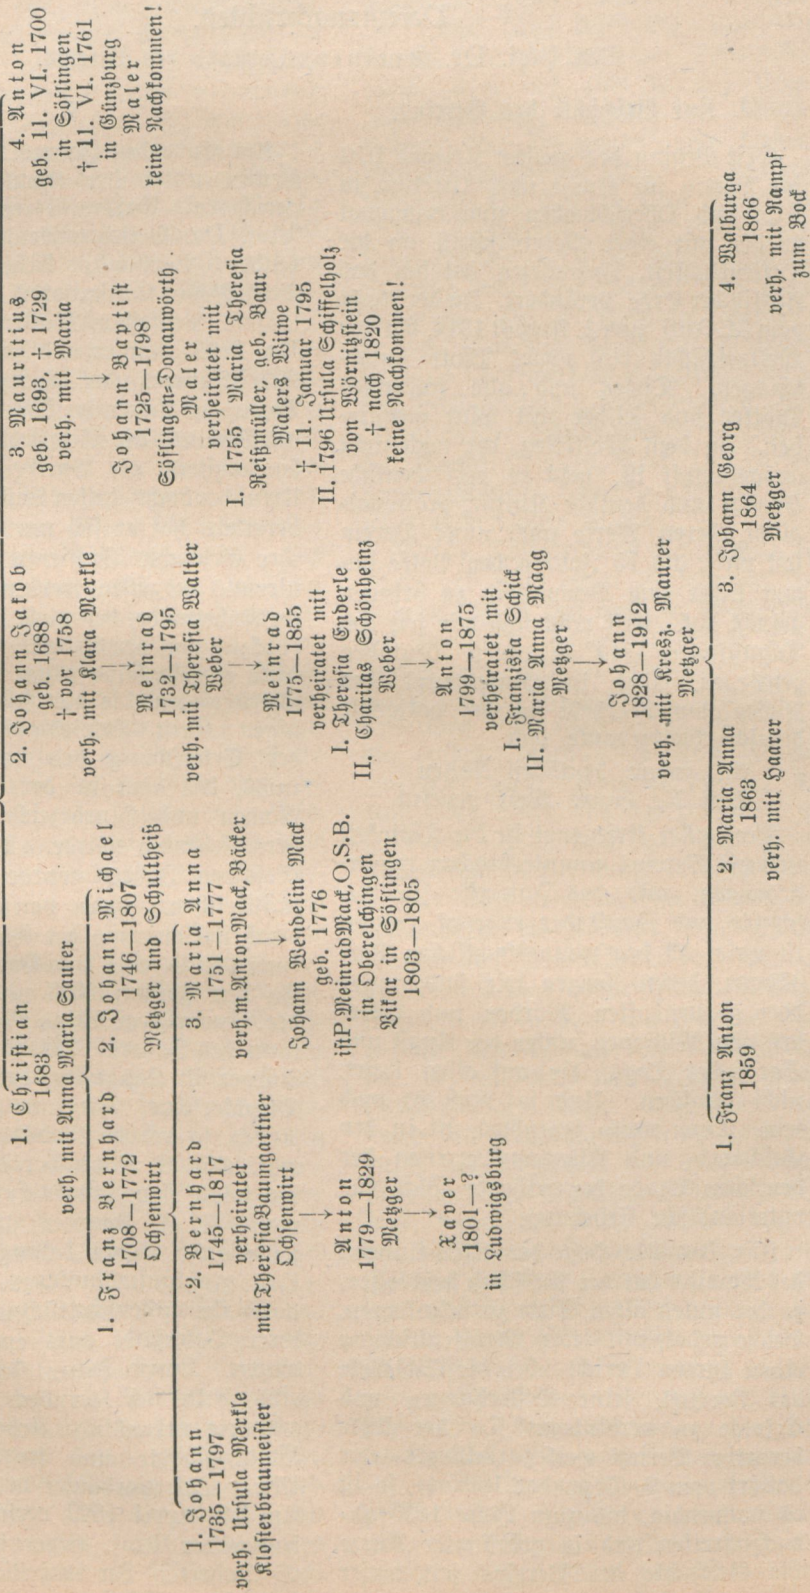 1. Christian
1683
verh. mit Anna Maria Sauter
1. Franz Bernhard
1708—1772
Ochsenwirt
1. Johann
1735—1797
verh. Ursula Merkle
Klosterbraumeister
2. Bernhard
1745—1817
verheiratet
mit Theresia Baumgartner
Ochsenwirt
Anton
1779—1829
Metzger
Xaver
1801—?
in Ludwigsburg
3. Maria Anna
1751—1777
verh. m. Anton Mack, Bäcker
Johann Wendelin Mack
geb. 1776
ist P. Meinrad Mack, O.S.B.
in Oberelchingen
Vikar in Söflingen
1803—1805
2. Johann Michael
1746—1807
Metzger und Schultheiß
2. Johann Jakob
geb. 1688
† vor 1758
verh. mit Klara Merkle
Meinrad
1732—1795
verh. mit Theresia Walter
Weber
Meinrad
1775—1855
verheiratet mit
I. Theresia Enderle
II. Charitas Schönheinz
Weber
Anton
1799—1875
verheiratet mit
I. Franziska Schick
II. Maria Anna Magg
Metzger
Johann
1828—1912
verh. mit Kresz. Maurer
Metzger
1. Franz Anton
1859
2. Maria Anna
1863
verh. mit Haarer
3. Johann Georg
1864
Metzger
4. Walburga
1866
verh. mit Rampf
zum Bock
3. Mauritius
geb. 1693, † 1729
verh. mit Maria
Johann Baptist
1725—1798
Söflingen-Donauwörth
Maler
verheiratet mit
I. 1755 Maria Theresia
Reißmüller, geb. Baur
Malers Witwe
† 11. Januar 1795
II. 1796 Ursula Schiffelholz
von Wörnitzstein
† nach 1820
keine Nachkommen!
4. Anton
geb. 11. VI. 1700
in Söflingen
† 11. VI. 1761
in Günzburg
Maler
keine Nachkommen!